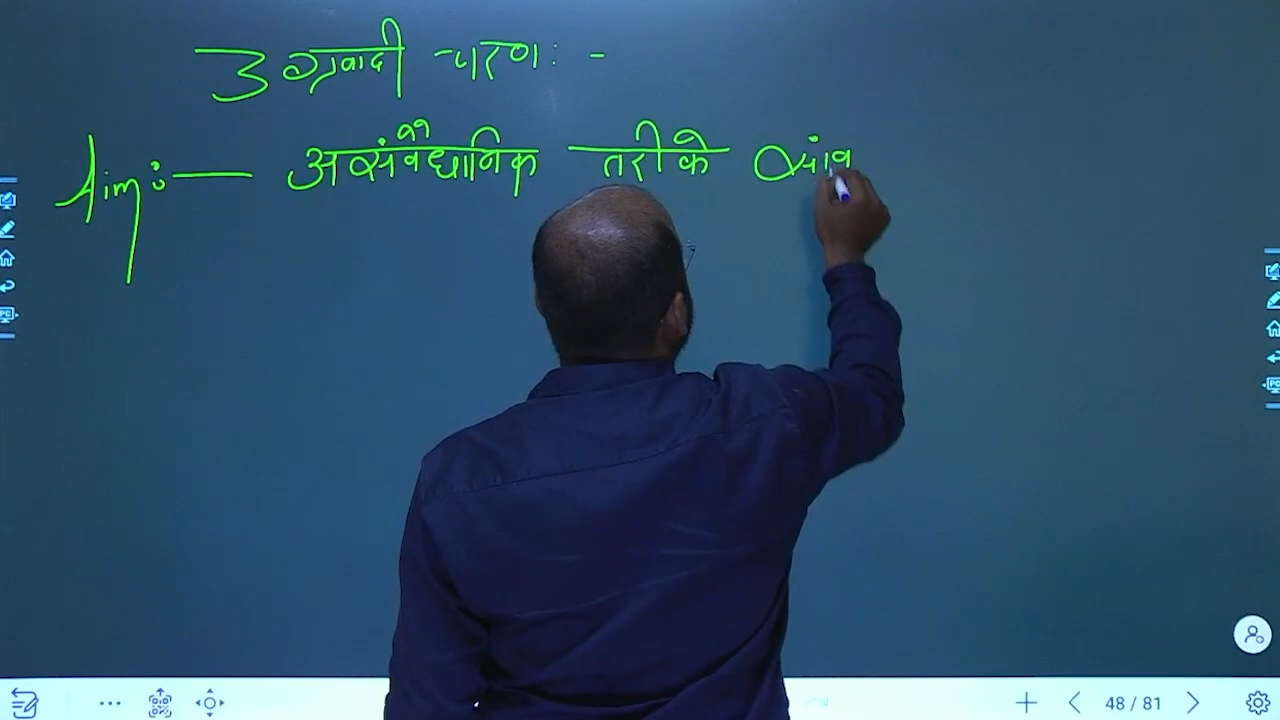 उग्रवादी चरण : -
Aim :— असंवैधानिक तरीके
48 / 81